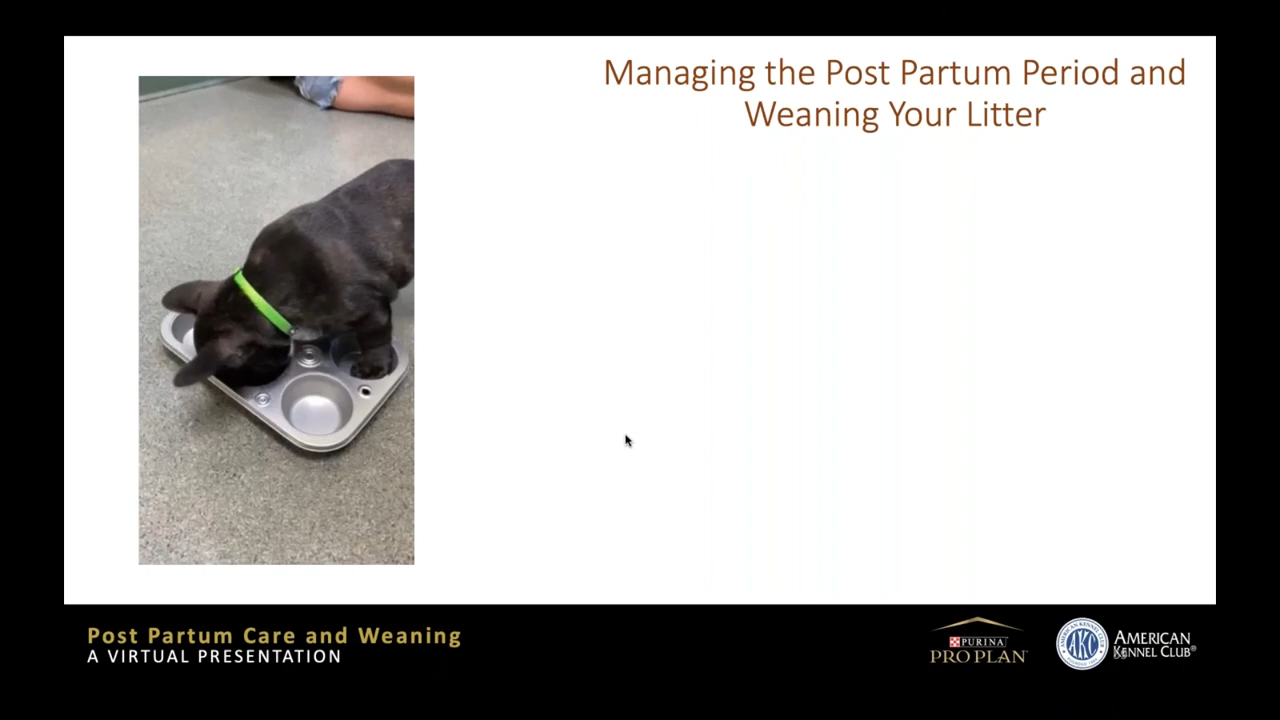 Managing the Post Partum Period and
Weaning Your Litter
Post Partum Care and Weaning
A VIRTUAL PRESENTATION
PURINA
PRO PLAN
AKC
AMERICAN
KENNEL CLUB®